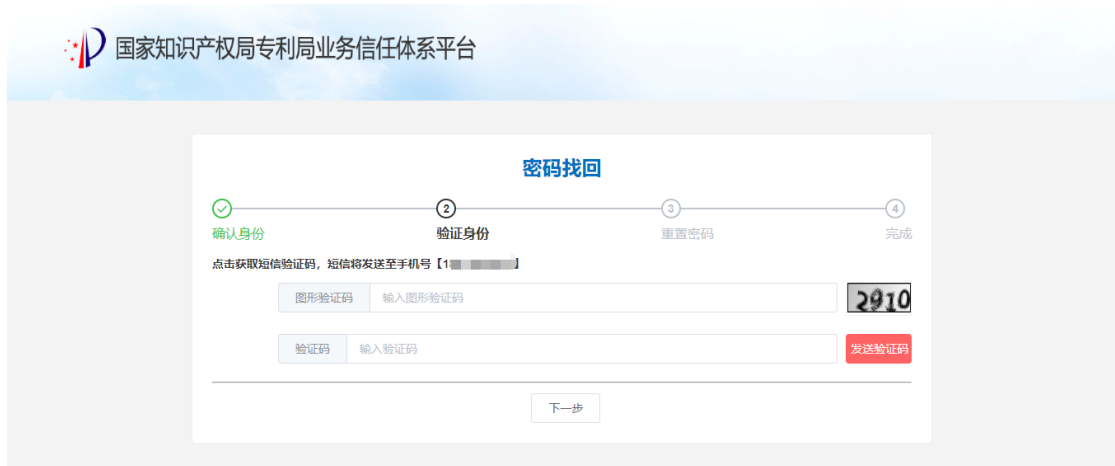 国家知识产权局专利局业务信任体系平台
密码找回
2 3 4
确认身份 验证身份 重置密码 完成
点击获取短信验证码，短信将发送至手机号【1】
图形验证码 输入图形验证码 2910
验证码 输入验证码 发送验证码
下一步